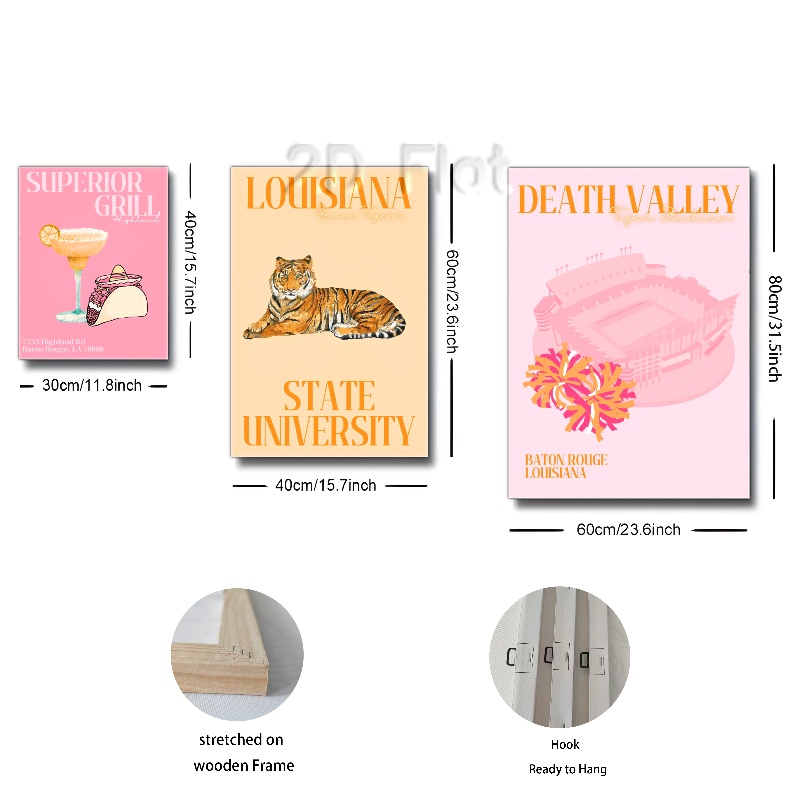 2D Flat
SUPERIOR
GRILL
Highland
7333 Highland Rd
Baton Rouge, LA 70808
40cm/15.7inch
30cm/11.8inch
LOUISIANA
STATE
UNIVERSITY
60cm/23.6inch
40cm/15.7inch
DEATH VALLEY
Tiger Stadium
BATON ROUGE
LOUISIANA
80cm/31.5inch
60cm/23.6inch
stretched on
wooden Frame
Hook
Ready to Hang